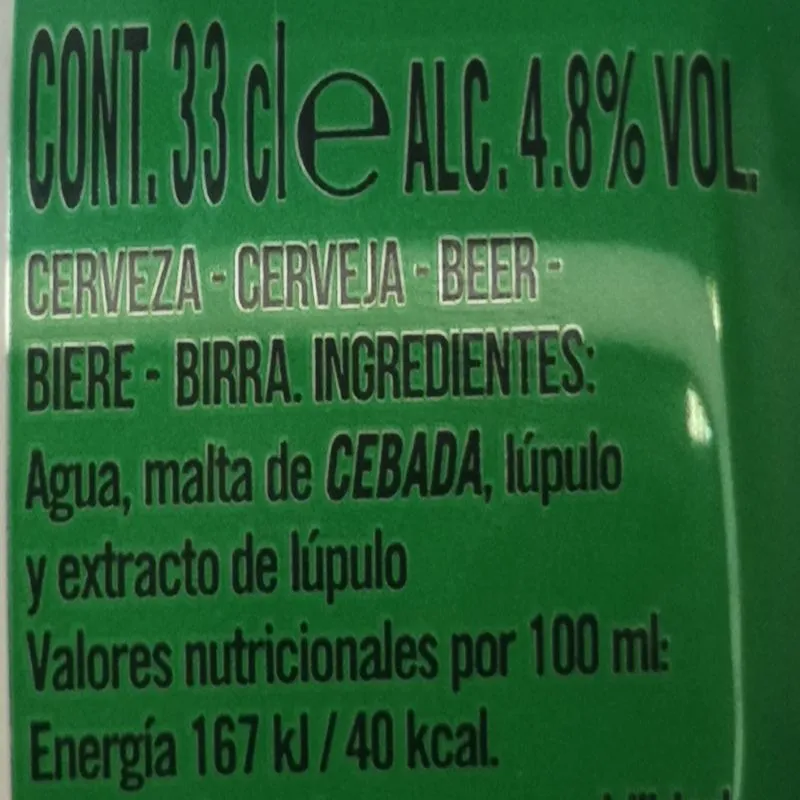 CONT. 33 cl e ALC. 4.8% VOL.
CERVEZA - CERVEJA - BEER -
BIERE - BIRRA. INGREDIENTES:
Agua, malta de CEBADA, lúpulo
y extracto de lúpulo
Valores nutricionales por 100 ml:
Energía 167 kJ / 40 kcal.